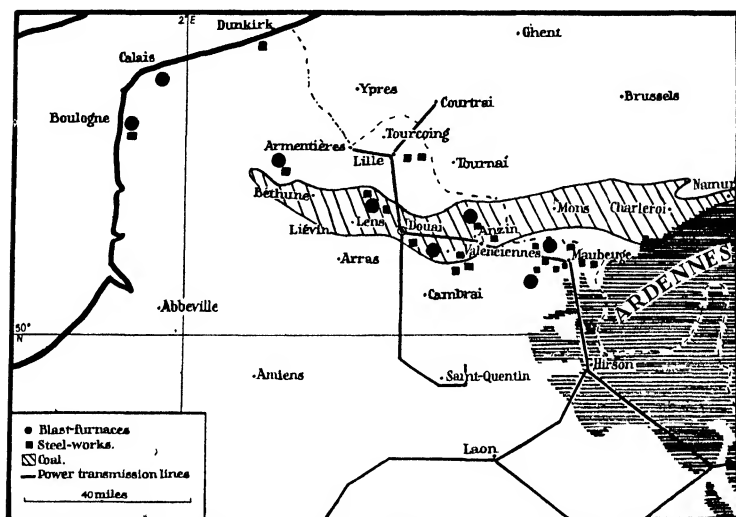 2°E
Dunkirk
Ghent
Calais
Ypres
Courtrai
Brussels
Boulogne
Tourcoing
Armentières
Lille
Tournai
Namur
Béthune
Mons
Charleroi
Lens
Douai
Anzin
Liévin
Valenciennes
Maubeuge
Arras
ARDENNES
Cambrai
Abbeville
50°
N
Hirson
Amiens
Saint-Quentin
Blast-furnaces
Steel-works.
Coal.
Power transmission lines
40 miles
Laon